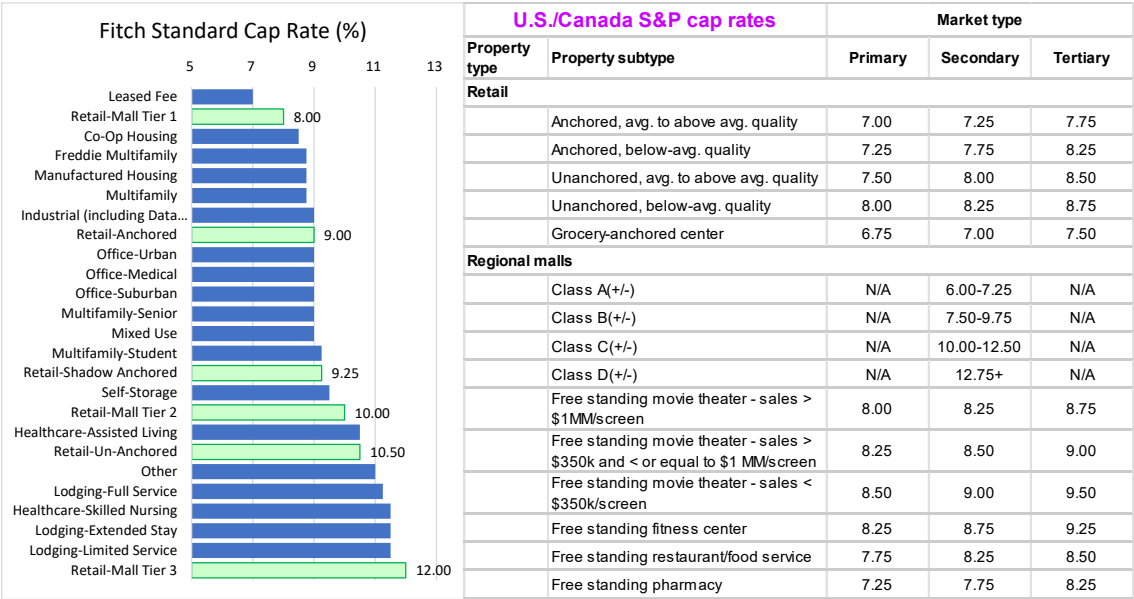 Fitch Standard Cap Rate (%)
5 7 9 11 13
Leased Fee
Retail-Mall Tier 1 8.00
Co-Op Housing
Freddie Multifamily
Manufactured Housing
Multifamily
Industrial (including Data...
Retail-Anchored 9.00
Office-Urban
Office-Medical
Office-Suburban
Multifamily-Senior
Mixed Use
Multifamily-Student
Retail-Shadow Anchored 9.25
Self-Storage
Retail-Mall Tier 2 10.00
Healthcare-Assisted Living
Retail-Un-Anchored 10.50
Other
Lodging-Full Service
Healthcare-Skilled Nursing
Lodging-Extended Stay
Lodging-Limited Service
Retail-Mall Tier 3 12.00
U.S./Canada S&P cap rates Market type
Property
type Property subtype Primary Secondary Tertiary
Retail
Anchored, avg. to above avg. quality 7.00 7.25 7.75
Anchored, below-avg. quality 7.25 7.75 8.25
Unanchored, avg. to above avg. quality 7.50 8.00 8.50
Unanchored, below-avg. quality 8.00 8.25 8.75
Grocery-anchored center 6.75 7.00 7.50
Regional malls
Class A(+/-) N/A 6.00-7.25 N/A
Class B(+/-) N/A 7.50-9.75 N/A
Class C(+/-) N/A 10.00-12.50 N/A
Class D(+/-) N/A 12.75+ N/A
Free standing movie theater - sales >
$1MM/screen 8.00 8.25 8.75
Free standing movie theater - sales >
$350k and < or equal to $1 MM/screen 8.25 8.50 9.00
Free standing movie theater - sales <
$350k/screen 8.50 9.00 9.50
Free standing fitness center 8.25 8.75 9.25
Free standing restaurant/food service 7.75 8.25 8.50
Free standing pharmacy 7.25 7.75 8.25